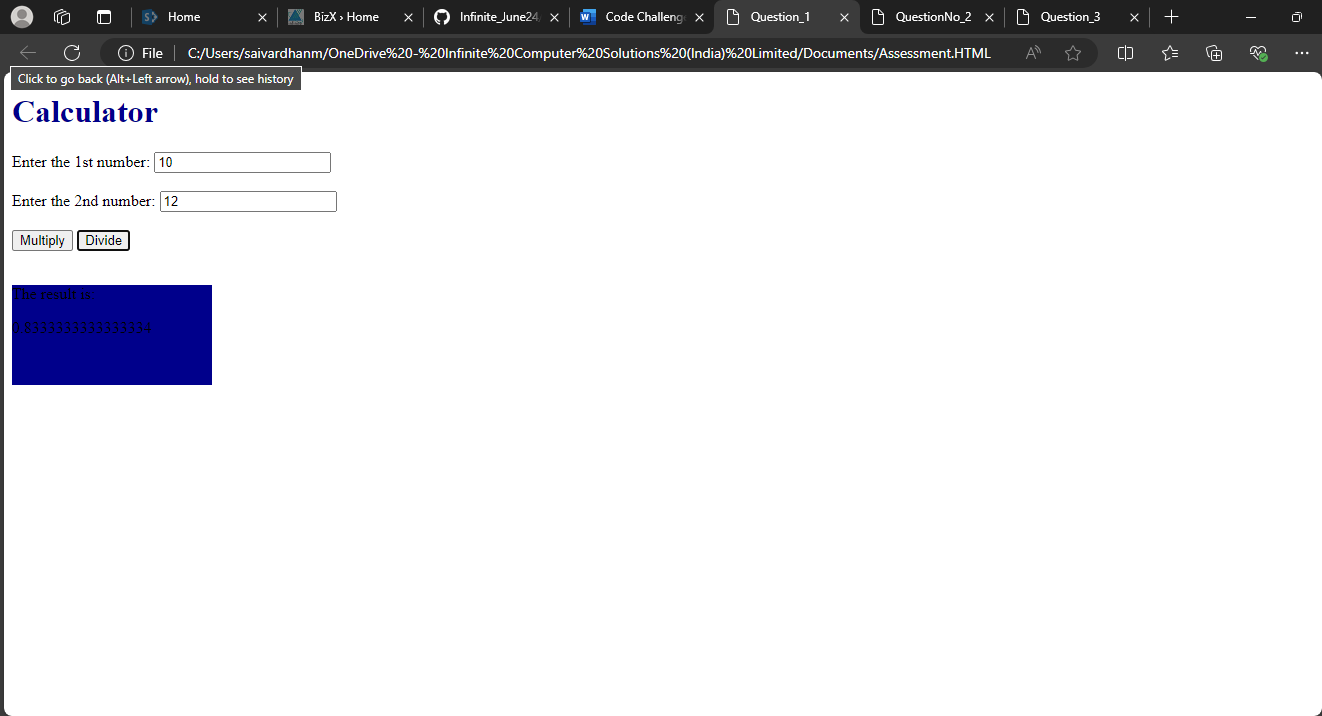 Home
BizX › Home
Infinite_June24
Code Challeng
Question_1
QuestionNo_2
Question_3
File
C:/Users/saivardhanm/OneDrive%20-%20Infinite%20Computer%20Solutions%20(India)%20Limited/Documents/Assessment.HTML
Click to go back (Alt+Left arrow), hold to see history
Calculator
Enter the 1st number: 10
Enter the 2nd number: 12
Multiply Divide
The result is:
0.8333333333333334